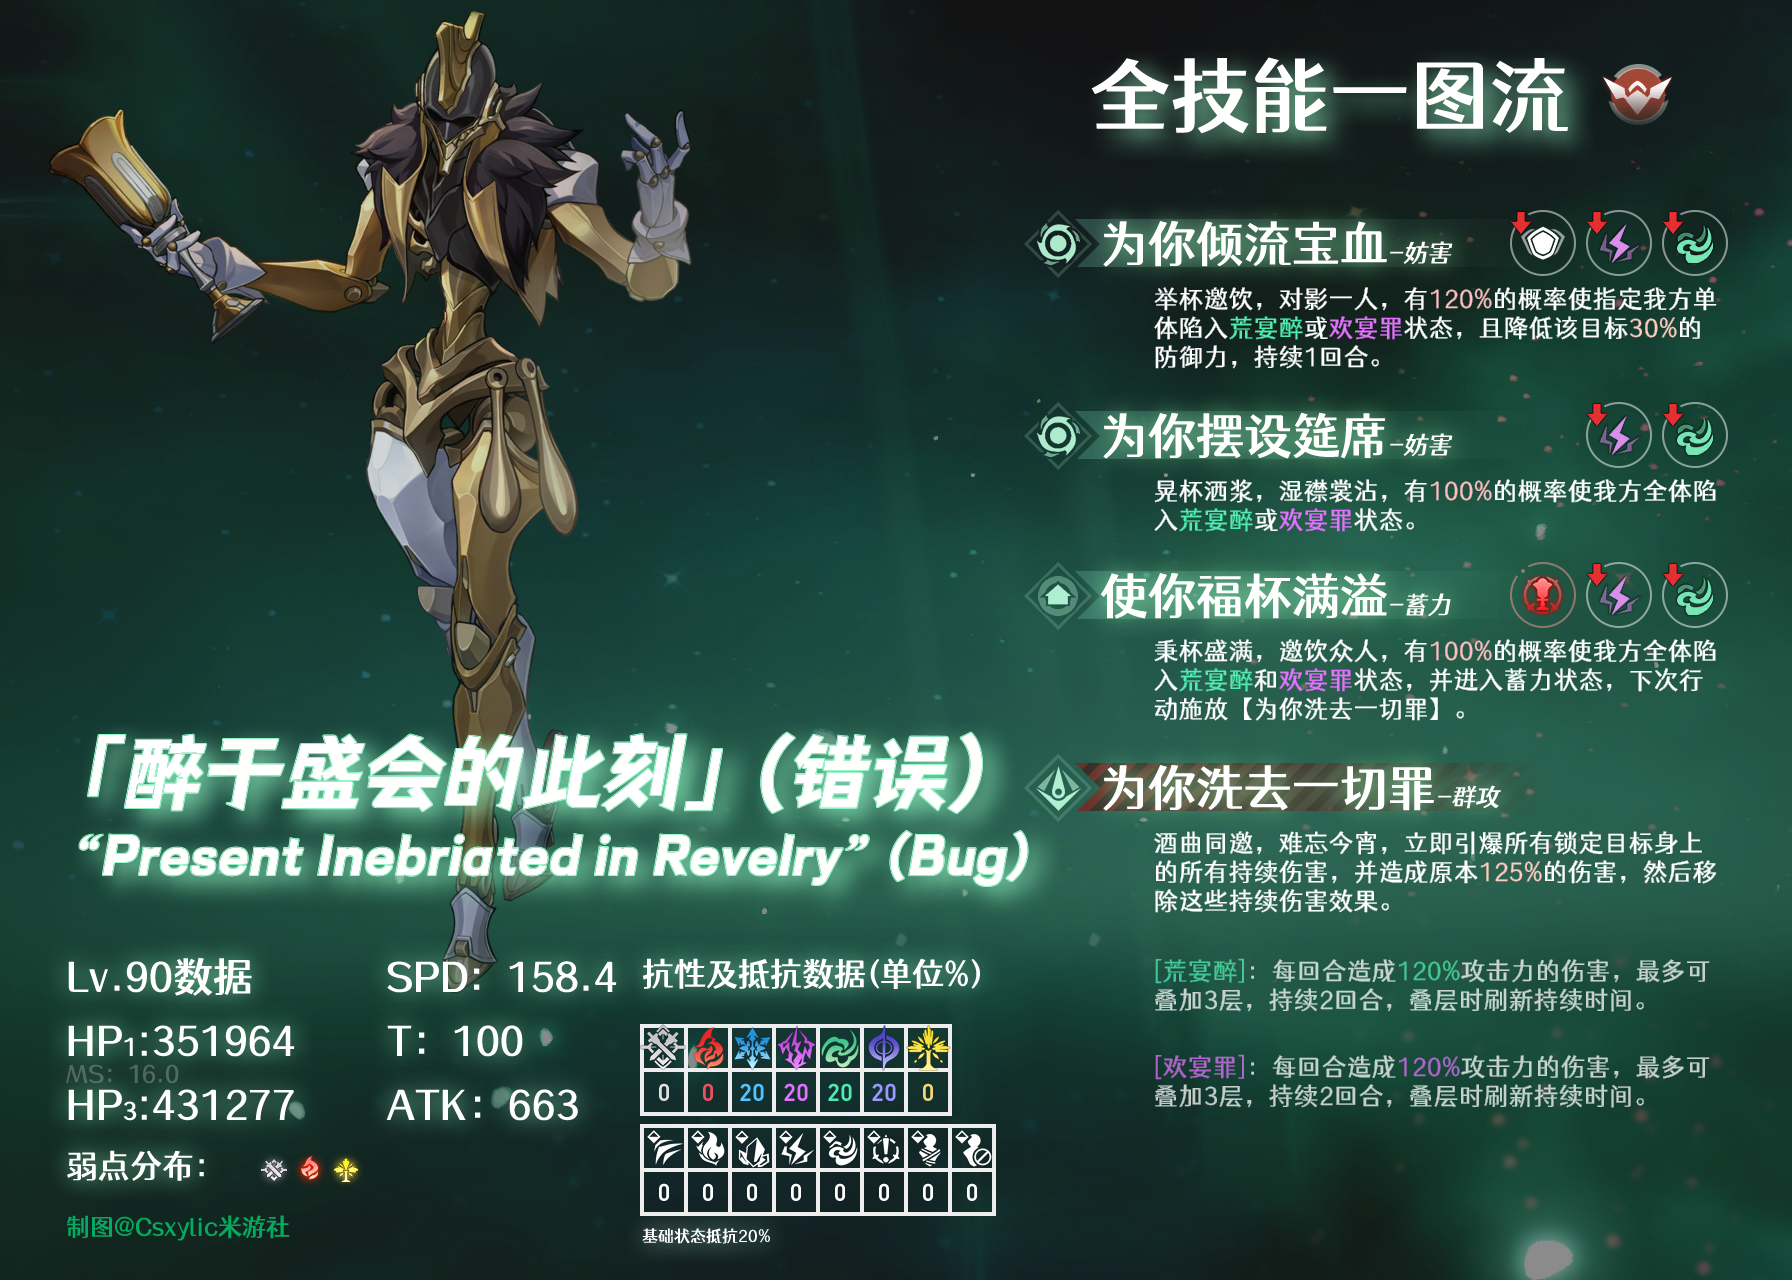 全技能一图流
为你倾流宝血-妨害
举杯邀饮，对影一人，有120%的概率使指定我方单
体陷入荒宴醉或欢宴罪状态，且降低该目标30%的
防御力，持续1回合。
为你摆设筵席-妨害
晃杯洒浆，湿襟裳沾，有100%的概率使我方全体陷
入荒宴醉或欢宴罪状态。
使你福杯满溢-蓄力
秉杯盛满，邀饮众人，有100%的概率使我方全体陷
入荒宴醉和欢宴罪状态，并进入蓄力状态，下次行
动施放【为你洗去一切罪】。
为你洗去一切罪-群攻
酒曲同邀，难忘今宵，立即引爆所有锁定目标身上
的所有持续伤害，并造成原本125%的伤害，然后移
除这些持续伤害效果。
[荒宴醉]：每回合造成120%攻击力的伤害，最多可
叠加3层，持续2回合，叠层时刷新持续时间。
[欢宴罪]：每回合造成120%攻击力的伤害，最多可
叠加3层，持续2回合，叠层时刷新持续时间。
「醉于盛会的此刻」（错误）
“Present Inebriated in Revelry” (Bug)
Lv.90数据 SPD：158.4
HP1:351964 T：100
MS：16.0
HP3:431277 ATK：663
弱点分布：
制图@Csxylic米游社
抗性及抵抗数据(单位%)
0 0 20 20 20 20 0
0 0 0 0 0 0 0 0
基础状态抵抗20%